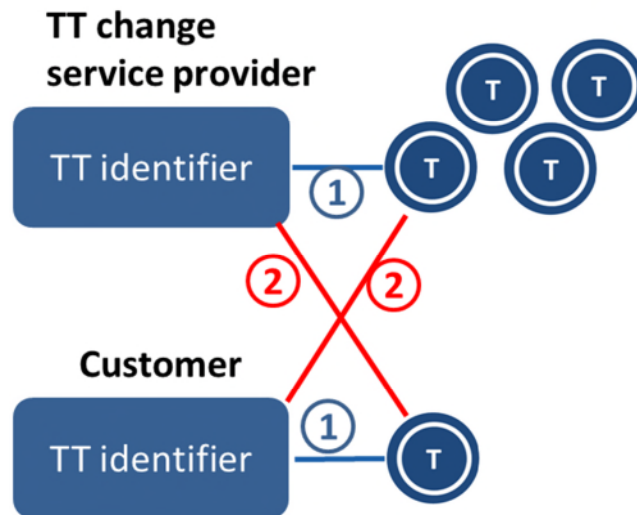 TT change
service provider
T
T
TT identifier
1
T
T
2
2
Customer
TT identifier
1
T